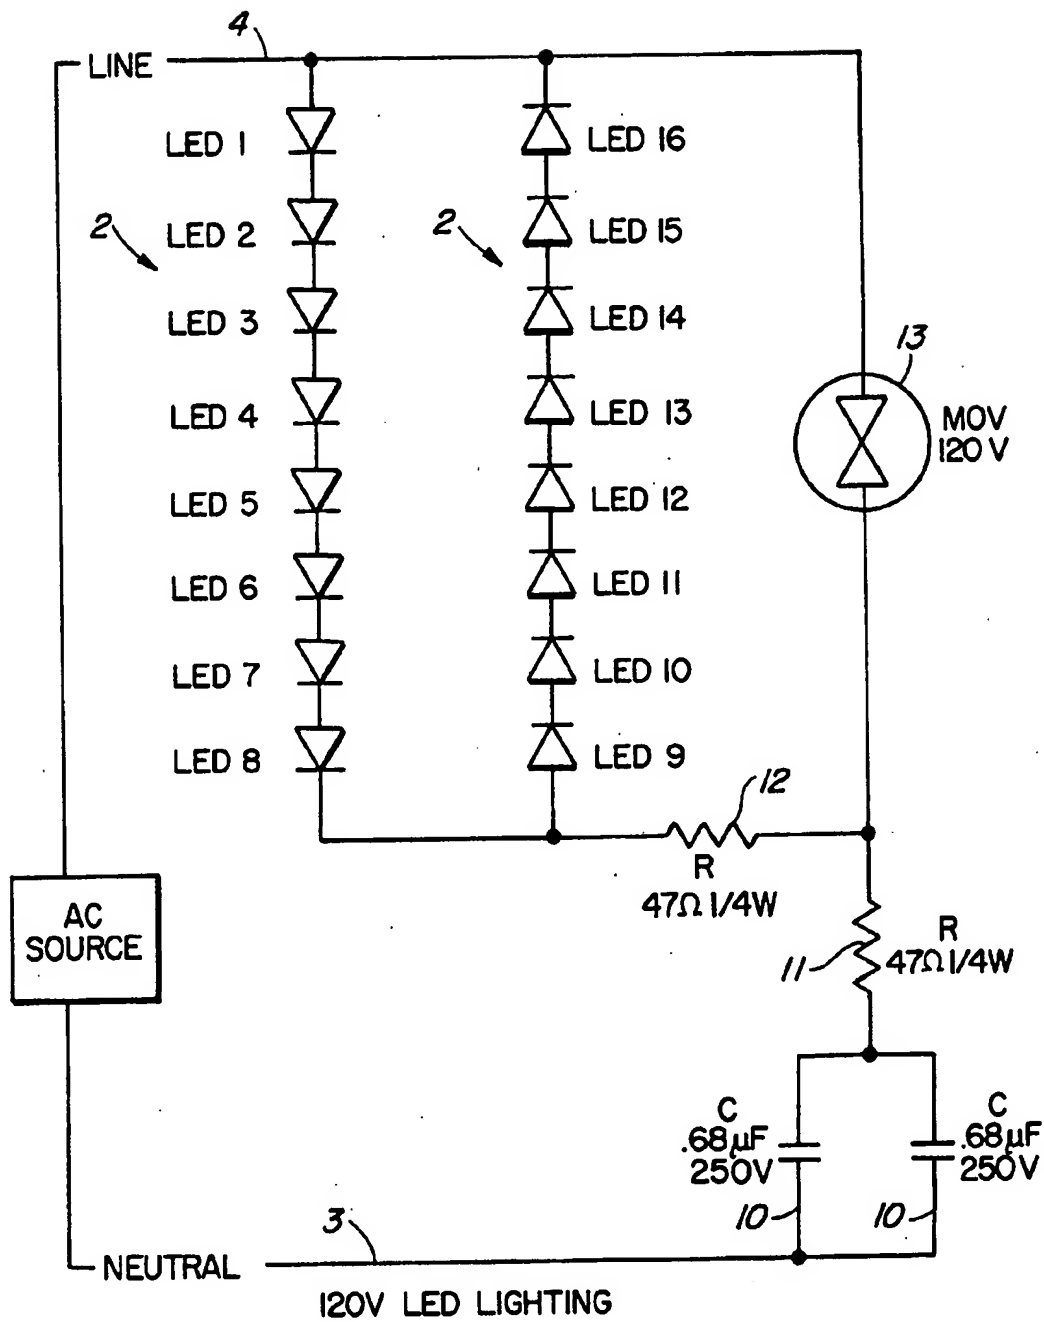 4
LINE
LED 1
LED 16
2
LED 2
2
LED 15
LED 3
LED 14
13
LED 4
LED 13
MOV
120V
LED 5
LED 12
LED 6
LED 11
LED 7
LED 10
LED 8
LED 9
12
R
47Ω 1/4W
AC
SOURCE
11
R
47Ω 1/4W
C
.68µF
250V
C
.68µF
250V
10
10
3
NEUTRAL
120V LED LIGHTING